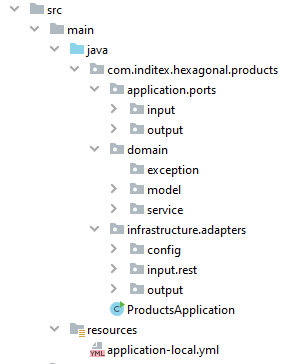 src
main
java
com.inditex.hexagonal.products
application.ports
input
output
domain
exception
model
service
infrastructure.adapters
config
input.rest
output
ProductsApplication
resources
application-local.yml